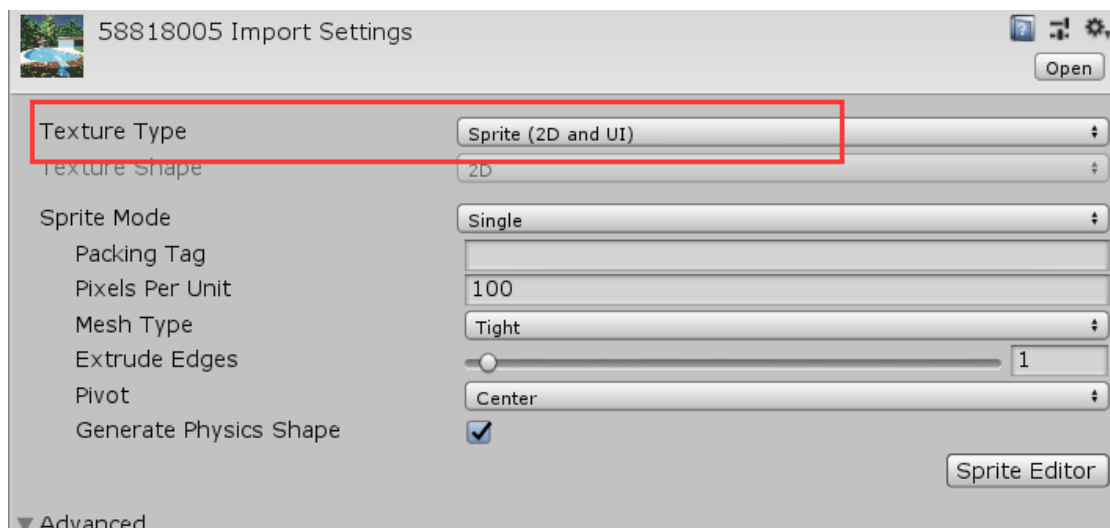 58818005 Import Settings
Open
Texture Type Sprite (2D and UI)
Texture Shape 2D
Sprite Mode Single
Packing Tag
Pixels Per Unit 100
Mesh Type Tight
Extrude Edges 1
Pivot Center
Generate Physics Shape
Sprite Editor
Advanced